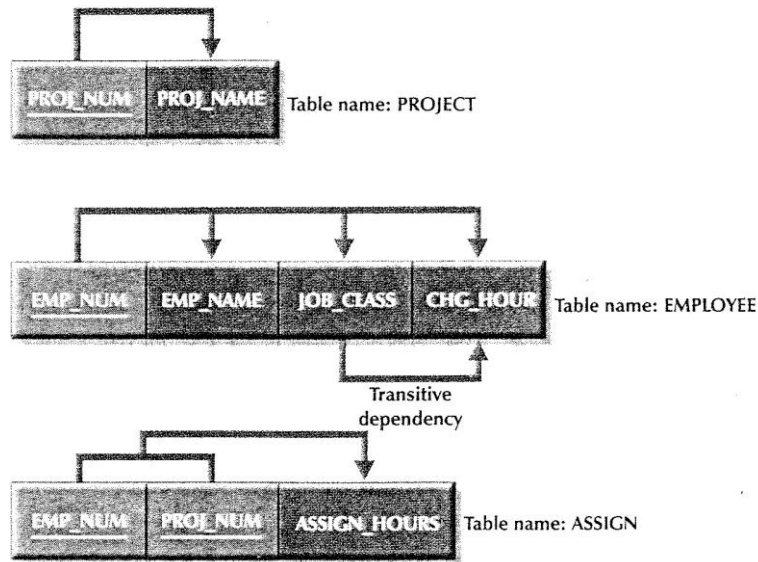 PROJ_NUM PROJ_NAME Table name: PROJECT
EMP_NUM EMP_NAME JOB_CLASS CHG_HOUR Table name: EMPLOYEE
Transitive
dependency
EMP_NUM PROJ_NUM ASSIGN_HOURS Table name: ASSIGN